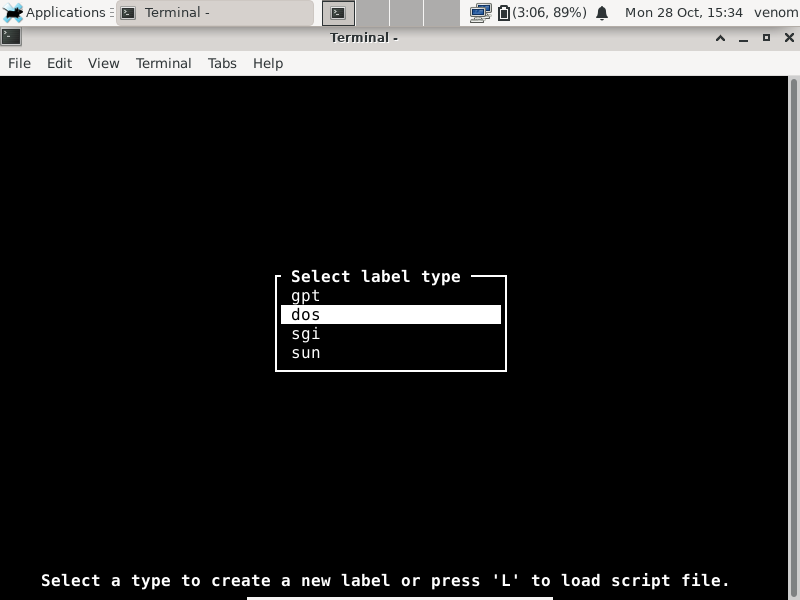 Applications
Terminal -
(3:06, 89%)
Mon 28 Oct, 15:34
venom
Terminal -
File Edit View Terminal Tabs Help
Select label type
gpt
dos
sgi
sun
Select a type to create a new label or press 'L' to load script file.